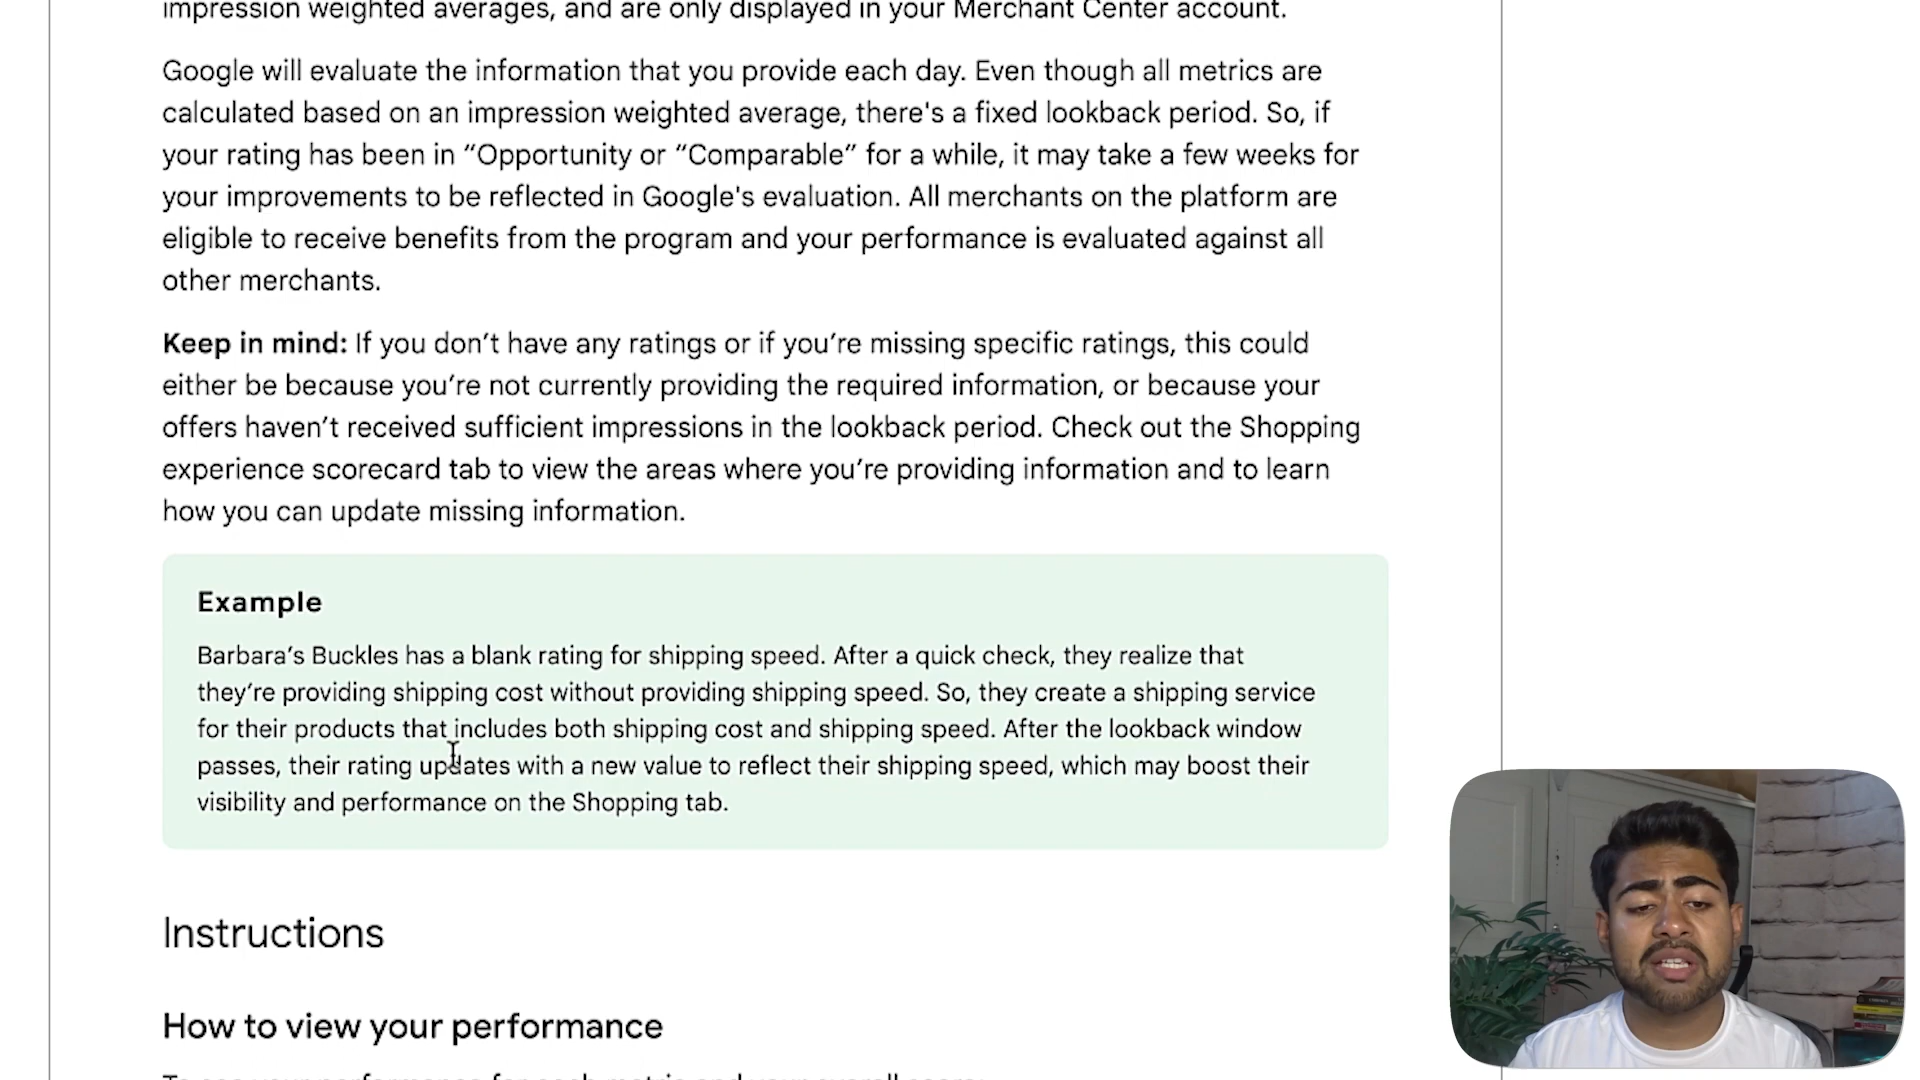 impression weighted averages, and are only displayed in your Merchant Center account.
Google will evaluate the information that you provide each day. Even though all metrics are
calculated based on an impression weighted average, there's a fixed lookback period. So, if
your rating has been in “Opportunity or “Comparable” for a while, it may take a few weeks for
your improvements to be reflected in Google's evaluation. All merchants on the platform are
eligible to receive benefits from the program and your performance is evaluated against all
other merchants.
Keep in mind: If you don’t have any ratings or if you’re missing specific ratings, this could
either be because you’re not currently providing the required information, or because your
offers haven’t received sufficient impressions in the lookback period. Check out the Shopping
experience scorecard tab to view the areas where you’re providing information and to learn
how you can update missing information.
Example
Barbara’s Buckles has a blank rating for shipping speed. After a quick check, they realize that
they’re providing shipping cost without providing shipping speed. So, they create a shipping service
for their products that includes both shipping cost and shipping speed. After the lookback window
passes, their rating updates with a new value to reflect their shipping speed, which may boost their
visibility and performance on the Shopping tab.
Instructions
How to view your performance